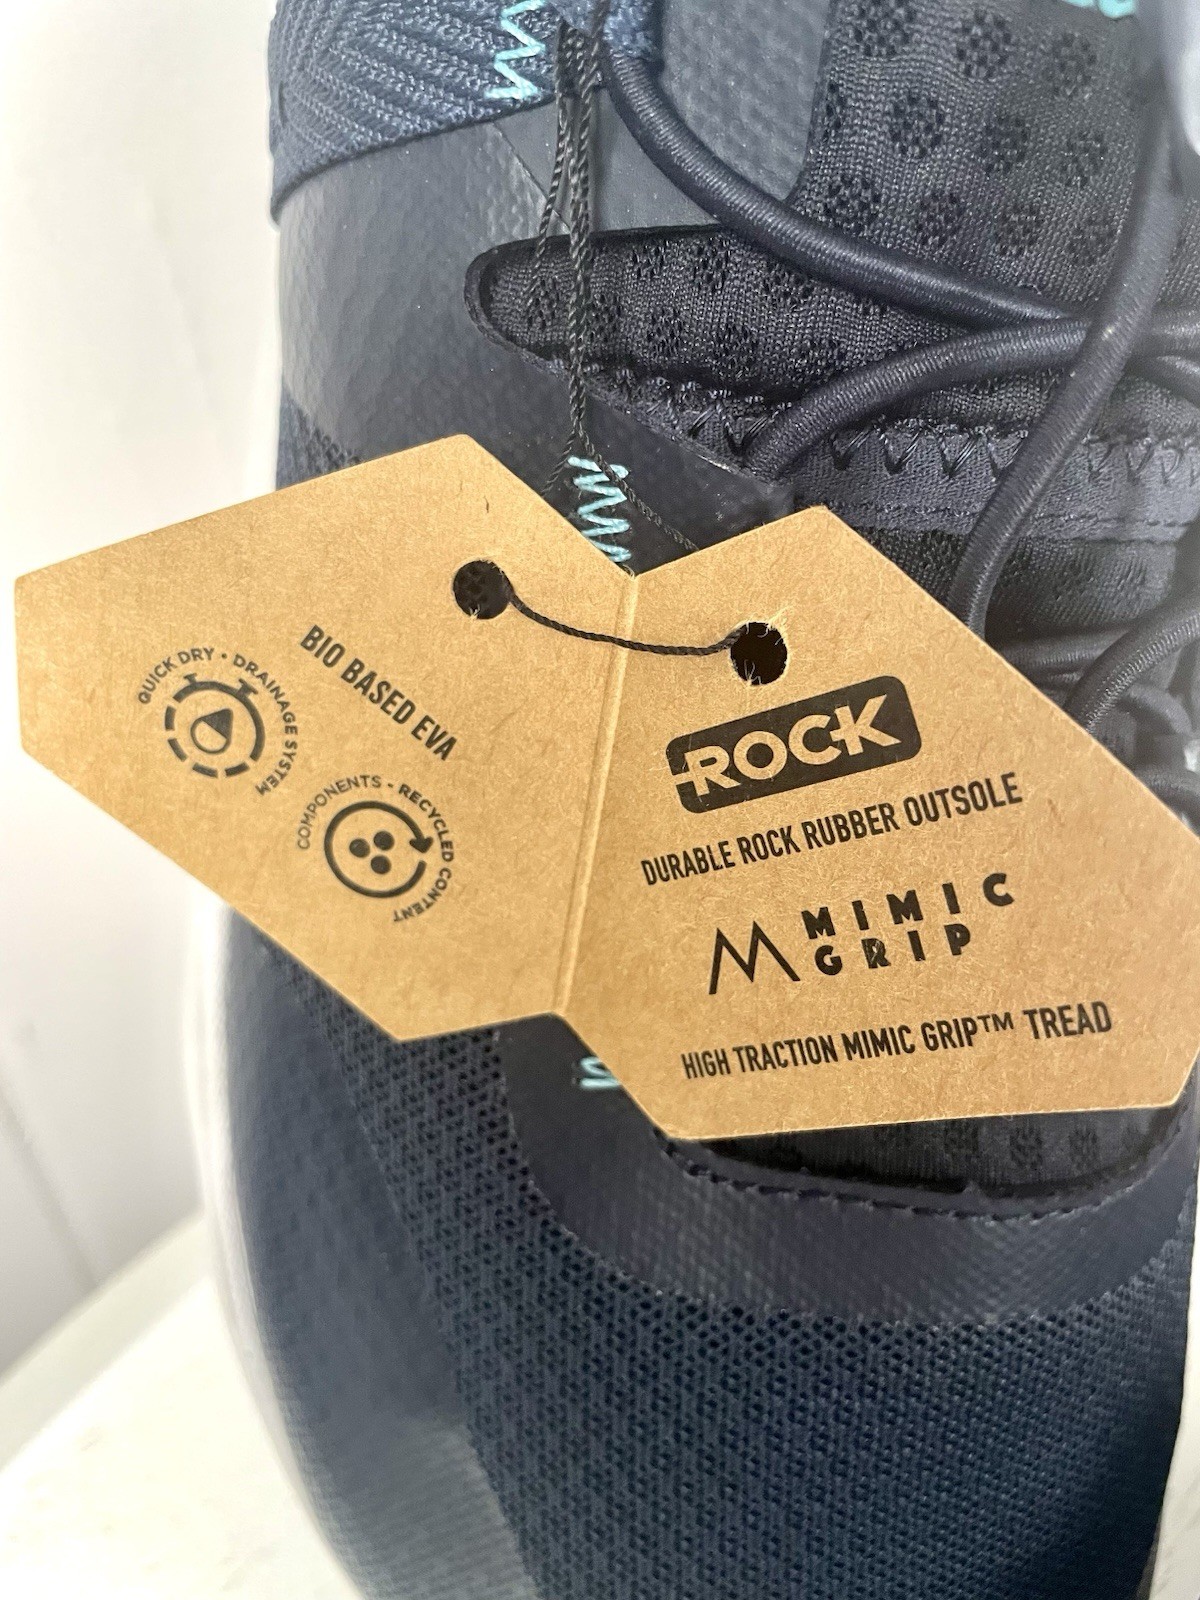 BIO BASED EVA
QUICK DRY • DRAINAGE SYSTEM
COMPONENTS - RECYCLED CONTENT
ROCK
DURABLE ROCK RUBBER OUTSOLE
MIMIC
GRIP
HIGH TRACTION MIMIC GRIP™ TREAD